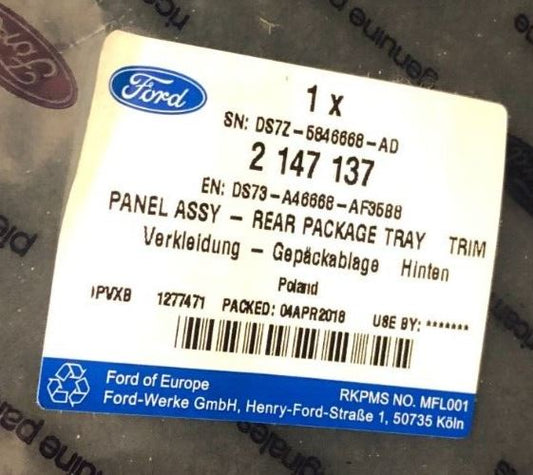 Ford
1 x
SN: DS7Z-5846668-AD
2 147 137
EN: DS73-A46668-AF3588
PANEL ASSY - REAR PACKAGE TRAY TRIM
Verkleidung - Gepäckablage Hinten
Poland
PVXB 1277471 PACKED: 04APR2018 USE BY: *******
Ford of Europe
RKPMS NO. MFL001
Ford-Werke GmbH, Henry-Ford-Straße 1, 50735 Köln
genuine parts